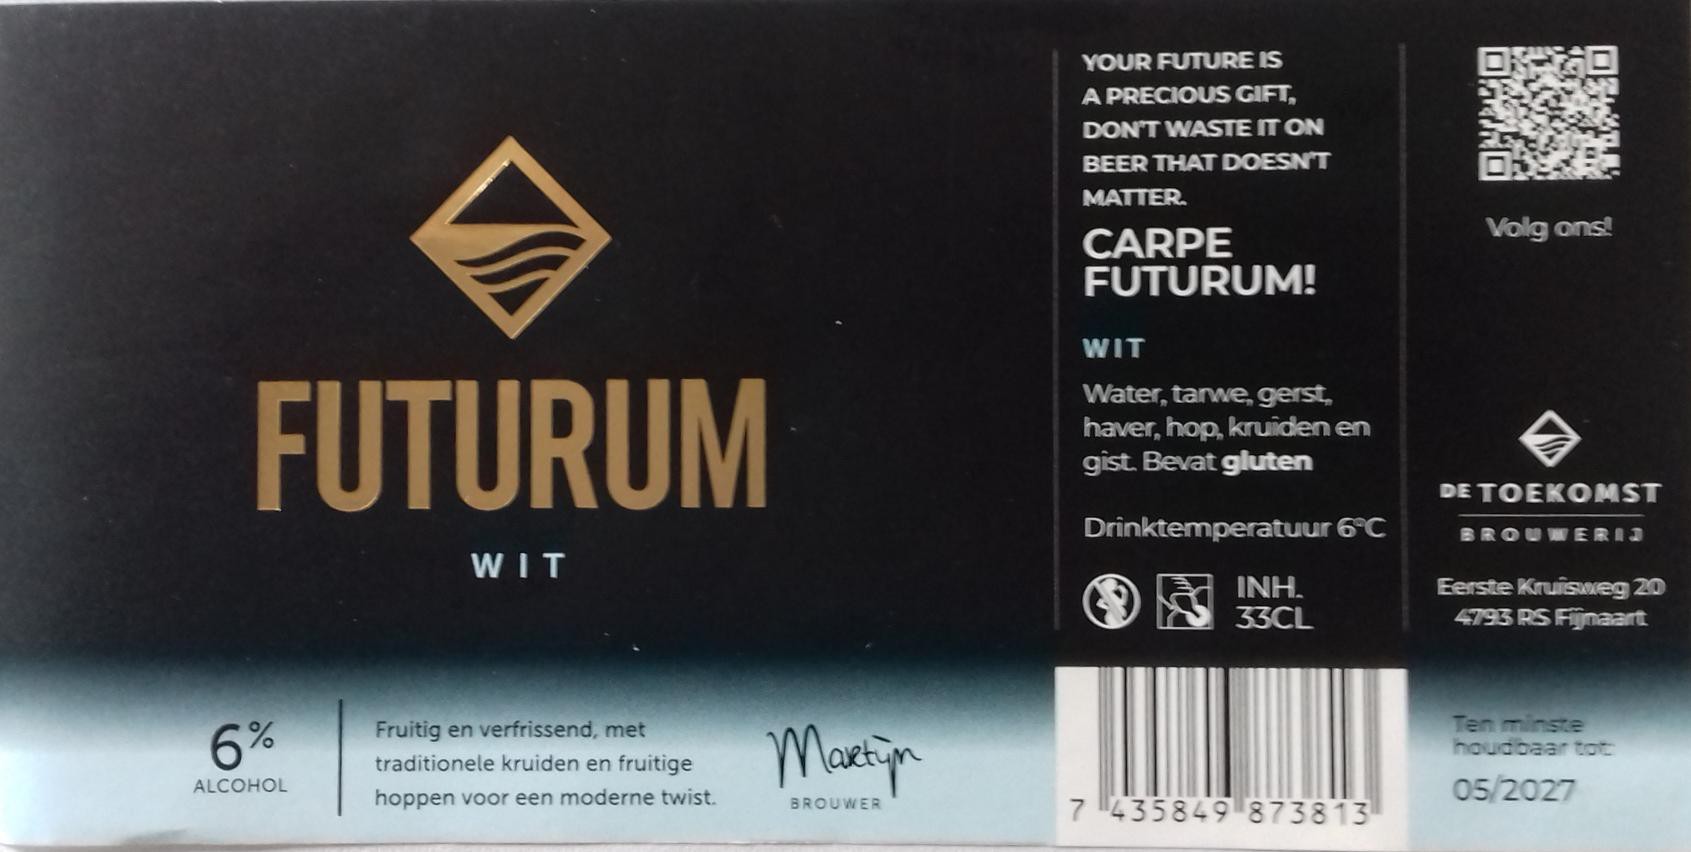 FUTURUM
WIT
6%
ALCOHOL
Fruitig en verfrissend, met
traditionele kruiden en fruitige
hoppen voor een moderne twist.
Martijn
BROUWER
YOUR FUTURE IS
A PRECIOUS GIFT,
DON'T WASTE IT ON
BEER THAT DOESN'T
MATTER.
CARPE
FUTURUM!
WIT
Water, tarwe, gerst,
haver, hop, kruiden en
gist. Bevat gluten
Drinktemperatuur 6°C
INH.
33CL
7 435849 873813
Volg ons!
DE TOEKOMST
BROUWERIJ
Eerste Kruisweg 20
4793 RS Fijnaart
Ten minste
houdbaar tot:
05/2027